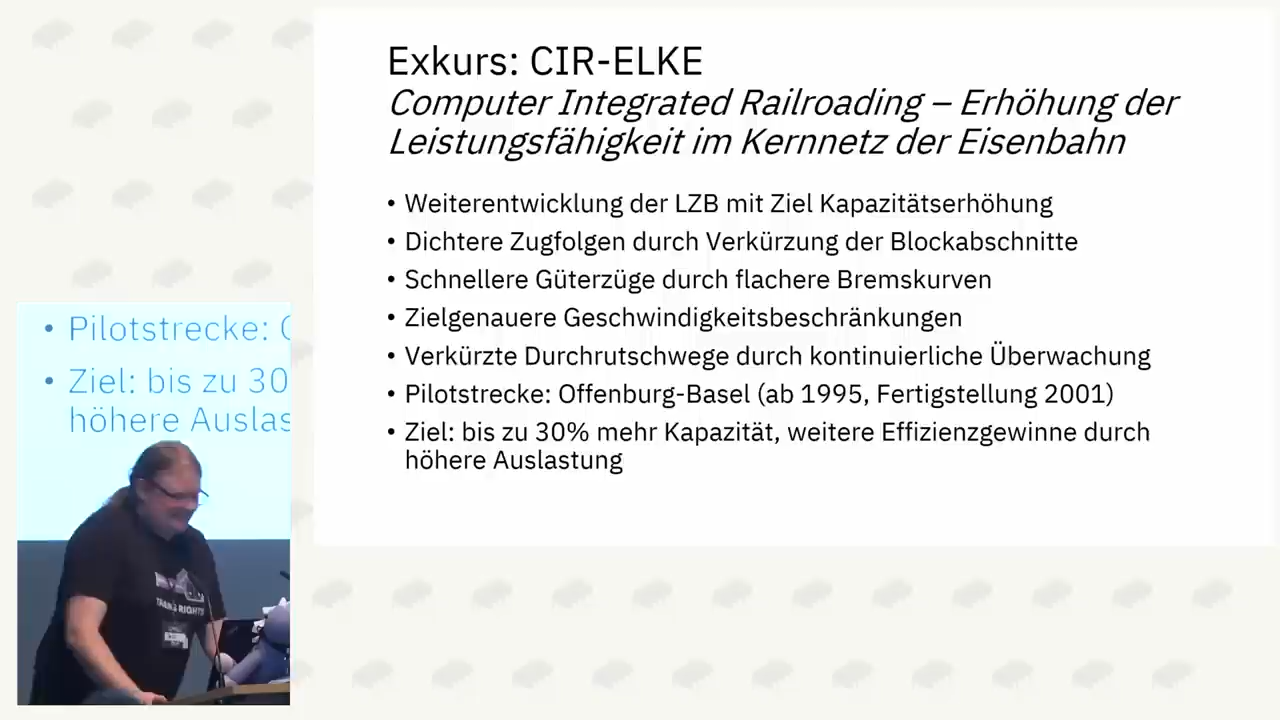 Exkurs: CIR-ELKE
Computer Integrated Railroading – Erhöhung der
Leistungsfähigkeit im Kernnetz der Eisenbahn
• Weiterentwicklung der LZB mit Ziel Kapazitätserhöhung
• Dichtere Zugfolgen durch Verkürzung der Blockabschnitte
• Schnellere Güterzüge durch flachere Bremskurven
• Zielgenauere Geschwindigkeitsbeschränkungen
• Verkürzte Durchrutschwege durch kontinuierliche Überwachung
• Pilotstrecke: Offenburg-Basel (ab 1995, Fertigstellung 2001)
• Ziel: bis zu 30% mehr Kapazität, weitere Effizienzgewinne durch
höhere Auslastung
• Pilotstrecke:
• Ziel: bis zu 30
höhere Auslas